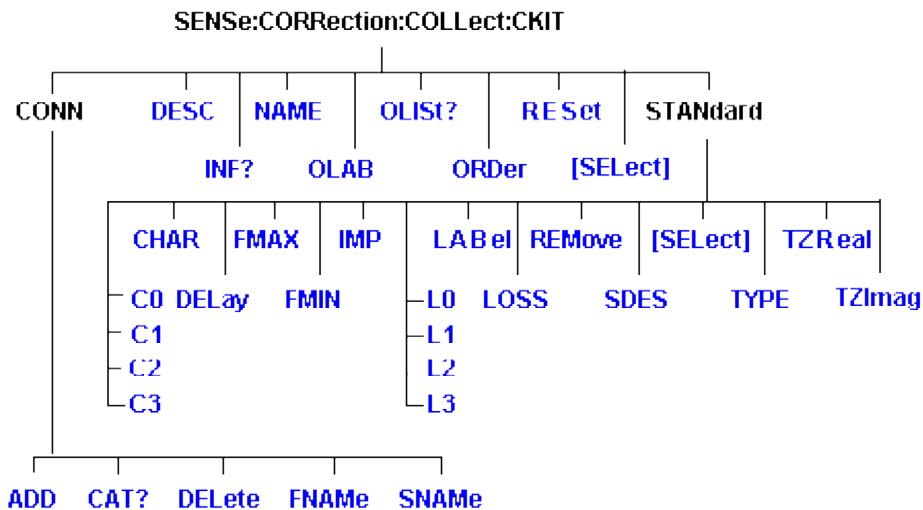 SENSe:CORRection:COLLect:CKIT
CONN DESC NAME OLISt? RESet STANdard
INF? OLAB ORDer [SELect]
CHAR FMAX IMP LABel REMove [SELect] TZReal
C0 DELay FMIN L0 LOSS SDES TYPE TZImag
C1 L1
C2 L2
C3 L3
ADD CAT? DELete FNAMe SNAMe